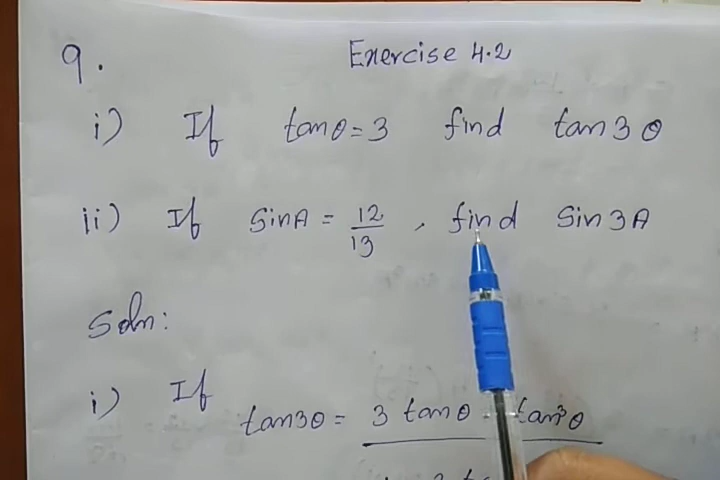 Exercise 4.2
9.
i) If tanθ = 3 find tan3θ
ii) If SinA = 12/13, find Sin3A
Soln:
i) If
tan3θ = 3 tanθ - tan³θ